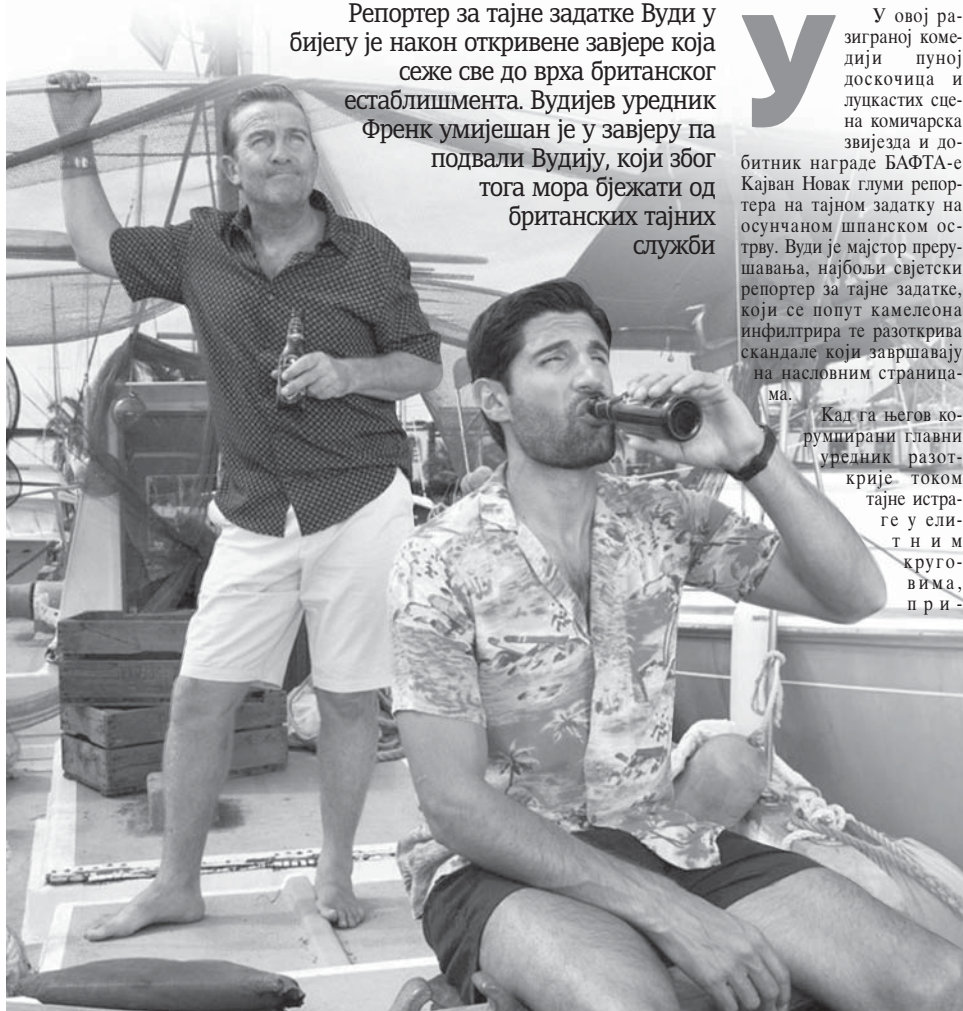 Репортер за тајне задатке Вуди у
бијегу је након откривене завјере која
сеже све до врха британског
естаблишмента. Вудијев уредник
Френк умијешан је у завјеру па
подвали Вудију, који због
тога мора бјежати од
британских тајних
служби
У
У овој ра-
зиграној коме-
дији пуној
доскочица и
луцкастих сце-
на комичарска
звијезда и до-
битник награде БАФТА-е
Кајван Новак глуми репор-
тера на тајном задатку на
осунчаном шпанском ос-
трву. Вуди је мајстор преру-
шавања, најбољи свјетски
репортер за тајне задатке,
који се попут камелеона
инфилтрира те разоткрива
скандале који завршавају
на насловним страница-
ма.
Кад га његов ко-
румпирани главни
уредник разот-
крије током
тајне истра-
ге у ели-
тним
круго-
вима,
при-